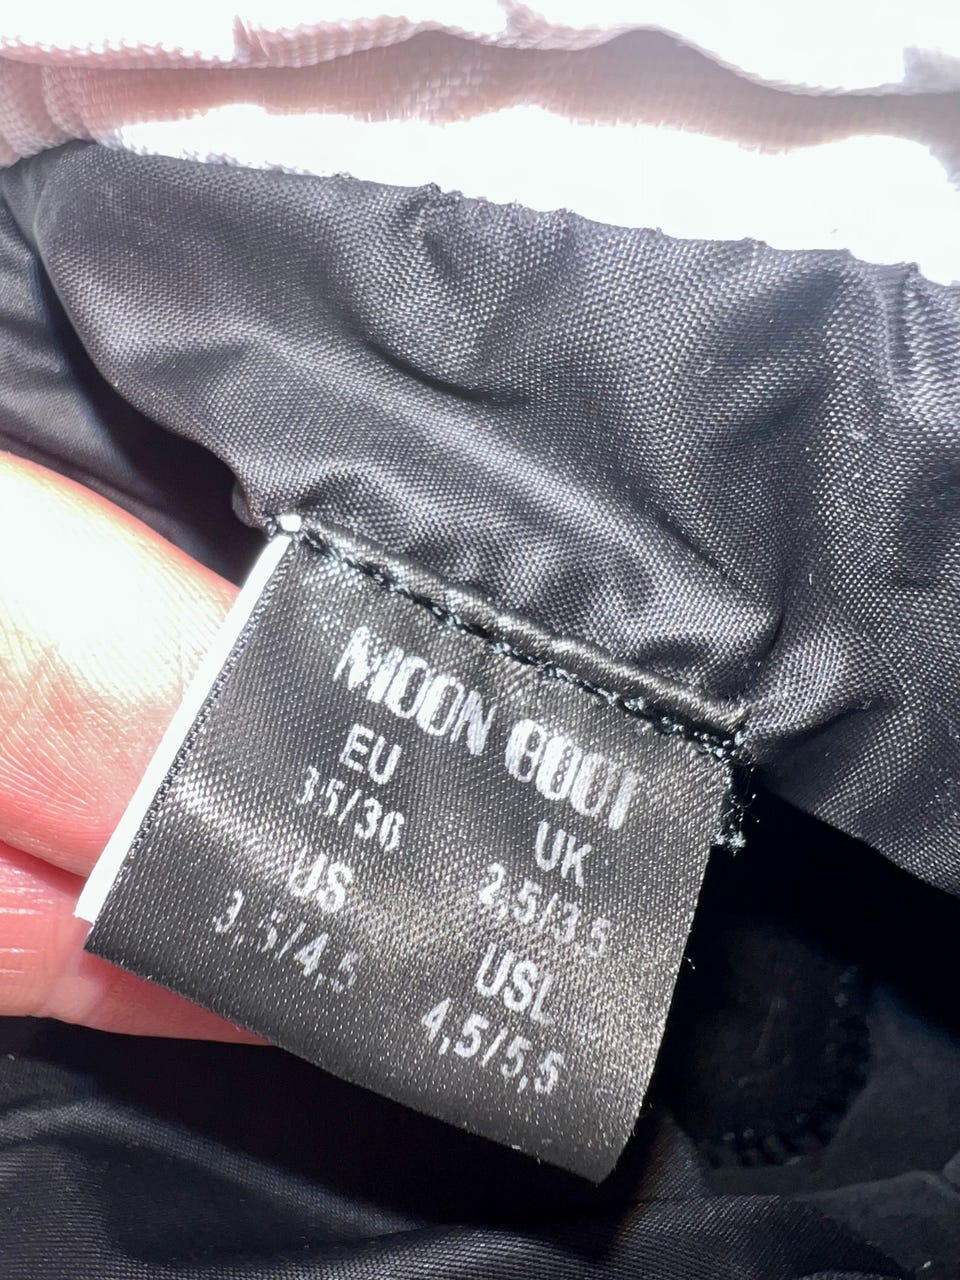 MOON BOOT
EU
35/36
UK
2,5/3,5
US
3,5/4,5
USL
4,5/5,5